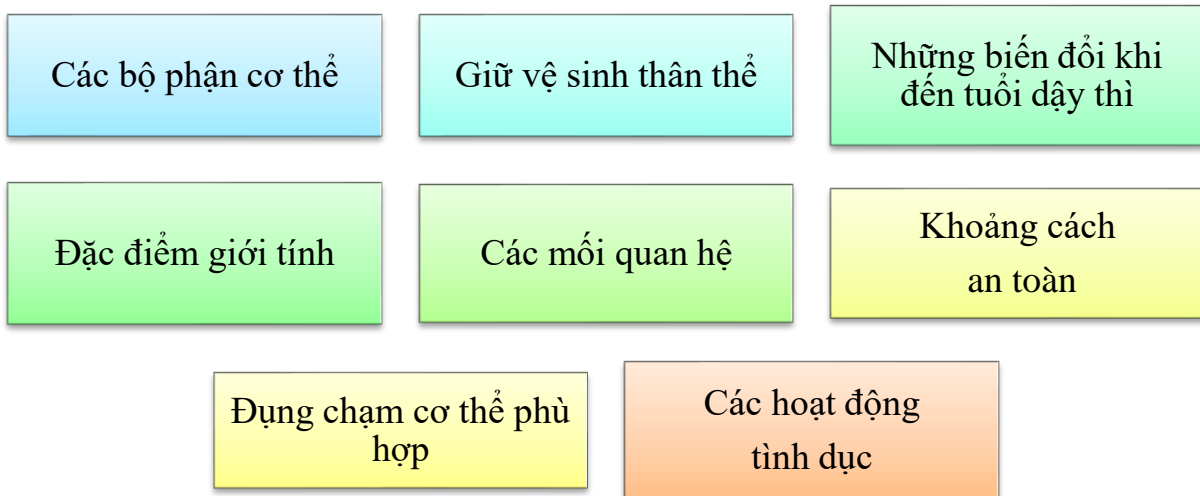 Các bộ phận cơ thể
Giữ vệ sinh thân thể
Những biến đổi khi
đến tuổi dậy thì
Đặc điểm giới tính
Các mối quan hệ
Khoảng cách
an toàn
Đụng chạm cơ thể phù
hợp
Các hoạt động
tình dục